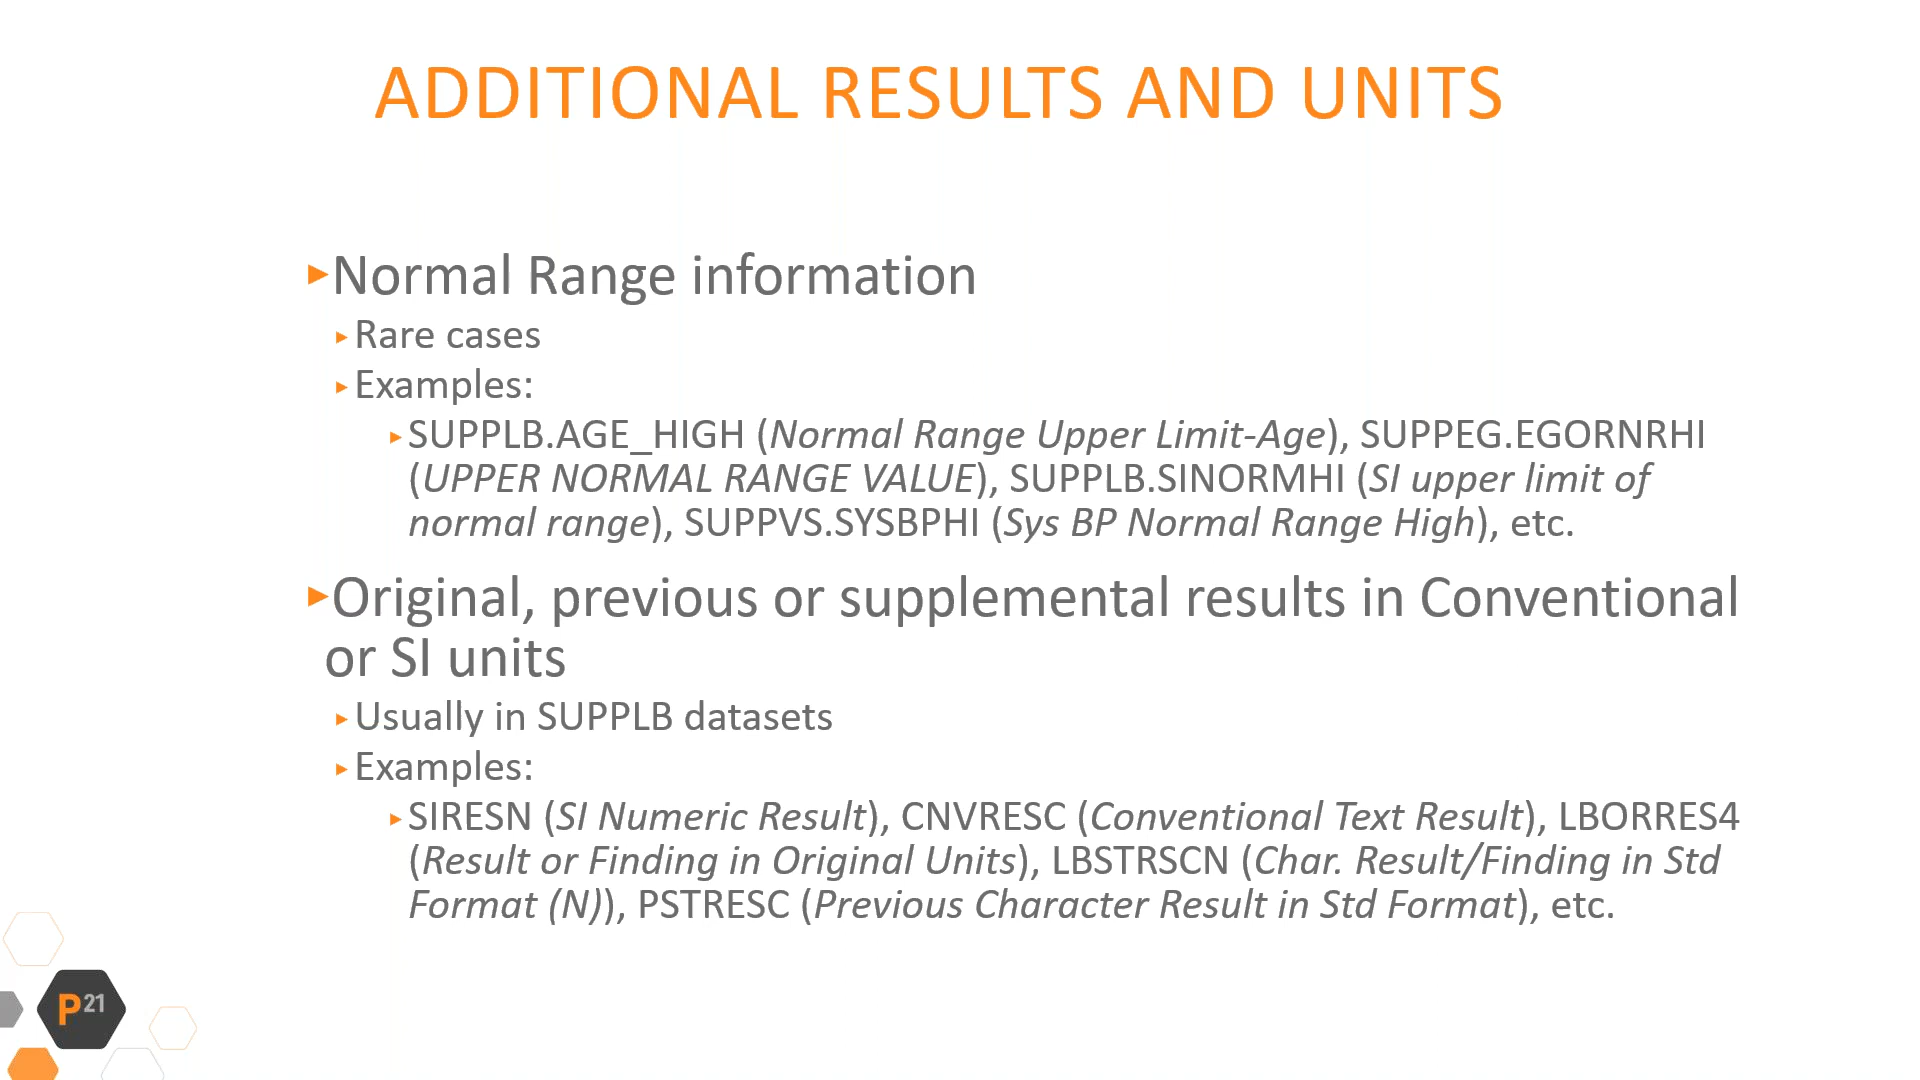 ADDITIONAL RESULTS AND UNITS
Normal Range information
Rare cases
Examples:
SUPPLB.AGE_HIGH (Normal Range Upper Limit-Age), SUPPEG.EGORNRHI
(UPPER NORMAL RANGE VALUE), SUPPLB.SINORMHI (SI upper limit of
normal range), SUPPVS.SYSBPHI (Sys BP Normal Range High), etc.
Original, previous or supplemental results in Conventional
or SI units
Usually in SUPPLB datasets
Examples:
SIRESN (SI Numeric Result), CNVRESC (Conventional Text Result), LBORRES4
(Result or Finding in Original Units), LBSTRSCN (Char. Result/Finding in Std
Format (N)), PSTRESC (Previous Character Result in Std Format), etc.
P21